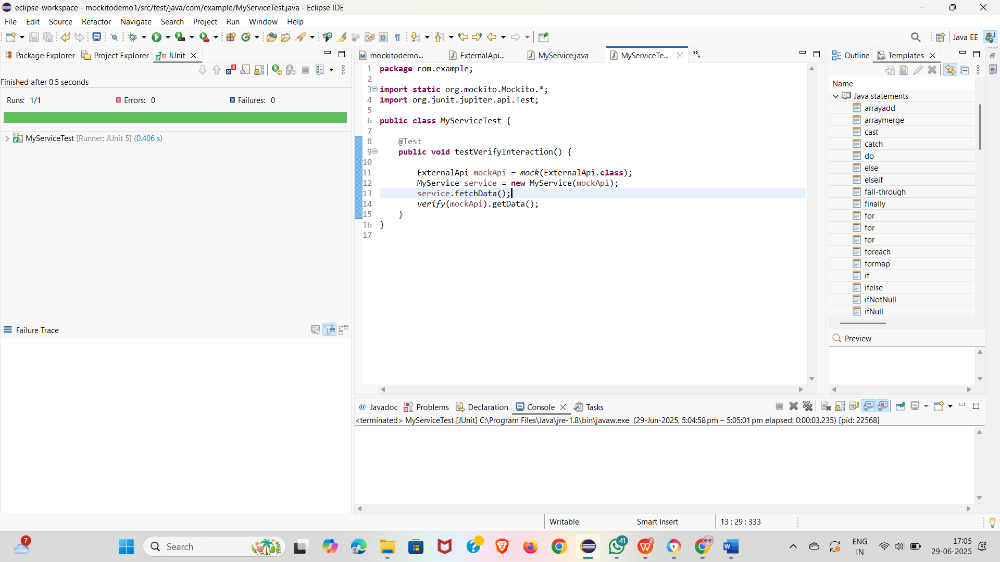 eclipse-workspace - mockitodemo1/src/test/java/com/example/MyServiceTest.java - Eclipse IDE
File Edit Source Refactor Navigate Search Project Run Window Help
Java EE
Package Explorer Project Explorer JUnit
Finished after 0.5 seconds
Runs: 1/1 Errors: 0 Failures: 0
MyServiceTest [Runner: JUnit 5] (0.406 s)
Failure Trace
mockitodemo... ExternalApi... MyService.java MyServiceTe... »5
1 package com.example;
2
3 import static org.mockito.Mockito.*;
4 import org.junit.jupiter.api.Test;
5
6 public class MyServiceTest {
7
8 @Test
9 public void testVerifyInteraction() {
10
11 ExternalApi mockApi = mock(ExternalApi.class);
12 MyService service = new MyService(mockApi);
13 service.fetchData();
14 verify(mockApi).getData();
15 }
16 }
17
Outline Templates
Name
Java statements
arrayadd
arraymerge
cast
catch
do
else
elseif
fall-through
finally
for
for
for
foreach
formap
if
ifelse
ifNotNull
ifNull
Preview
@ Javadoc Problems Declaration Console Tasks
<terminated> MyServiceTest [JUnit] C:\Program Files\Java\jre-1.8\bin\javaw.exe (29-Jun-2025, 5:04:58 pm – 5:05:01 pm elapsed: 0:00:03.235) [pid: 22568]
Writable Smart Insert 13 : 29 : 333
7
Search
41
2
ENG
IN
17:05
29-06-2025